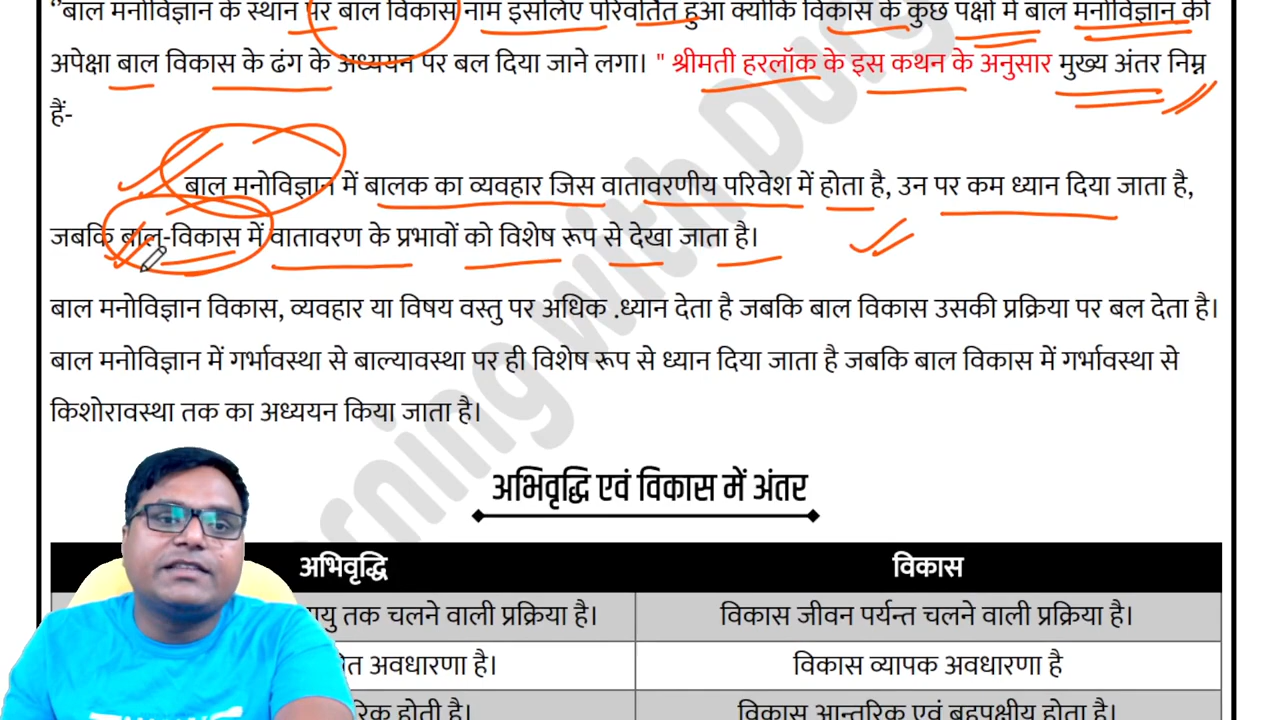 "बाल मनोविज्ञान के स्थान पर बाल विकास नाम इसलिए परिवर्तित हुआ क्योंकि विकास के कुछ पक्षों में बाल मनोविज्ञान की
अपेक्षा बाल विकास के ढंग के अध्ययन पर बल दिया जाने लगा। " श्रीमती हरलॉक के इस कथन के अनुसार मुख्य अंतर निम्न
हैं-
बाल मनोविज्ञान में बालक का व्यवहार जिस वातावरणीय परिवेश में होता है, उन पर कम ध्यान दिया जाता है,
जबकि बाल-विकास में वातावरण के प्रभावों को विशेष रूप से देखा जाता है।
बाल मनोविज्ञान विकास, व्यवहार या विषय वस्तु पर अधिक .ध्यान देता है जबकि बाल विकास उसकी प्रक्रिया पर बल देता है।
बाल मनोविज्ञान में गर्भावस्था से बाल्यावस्था पर ही विशेष रूप से ध्यान दिया जाता है जबकि बाल विकास में गर्भावस्था से
किशोरावस्था तक का अध्ययन किया जाता है।
अभिवृद्धि एवं विकास में अंतर
अभिवृद्धि विकास
तक चलने वाली प्रक्रिया है। विकास जीवन पर्यन्त चलने वाली प्रक्रिया है।
अवधारणा है। विकास व्यापक अवधारणा है
होती है। विकास आन्तरिक एवं बहुपक्षीय होता है।